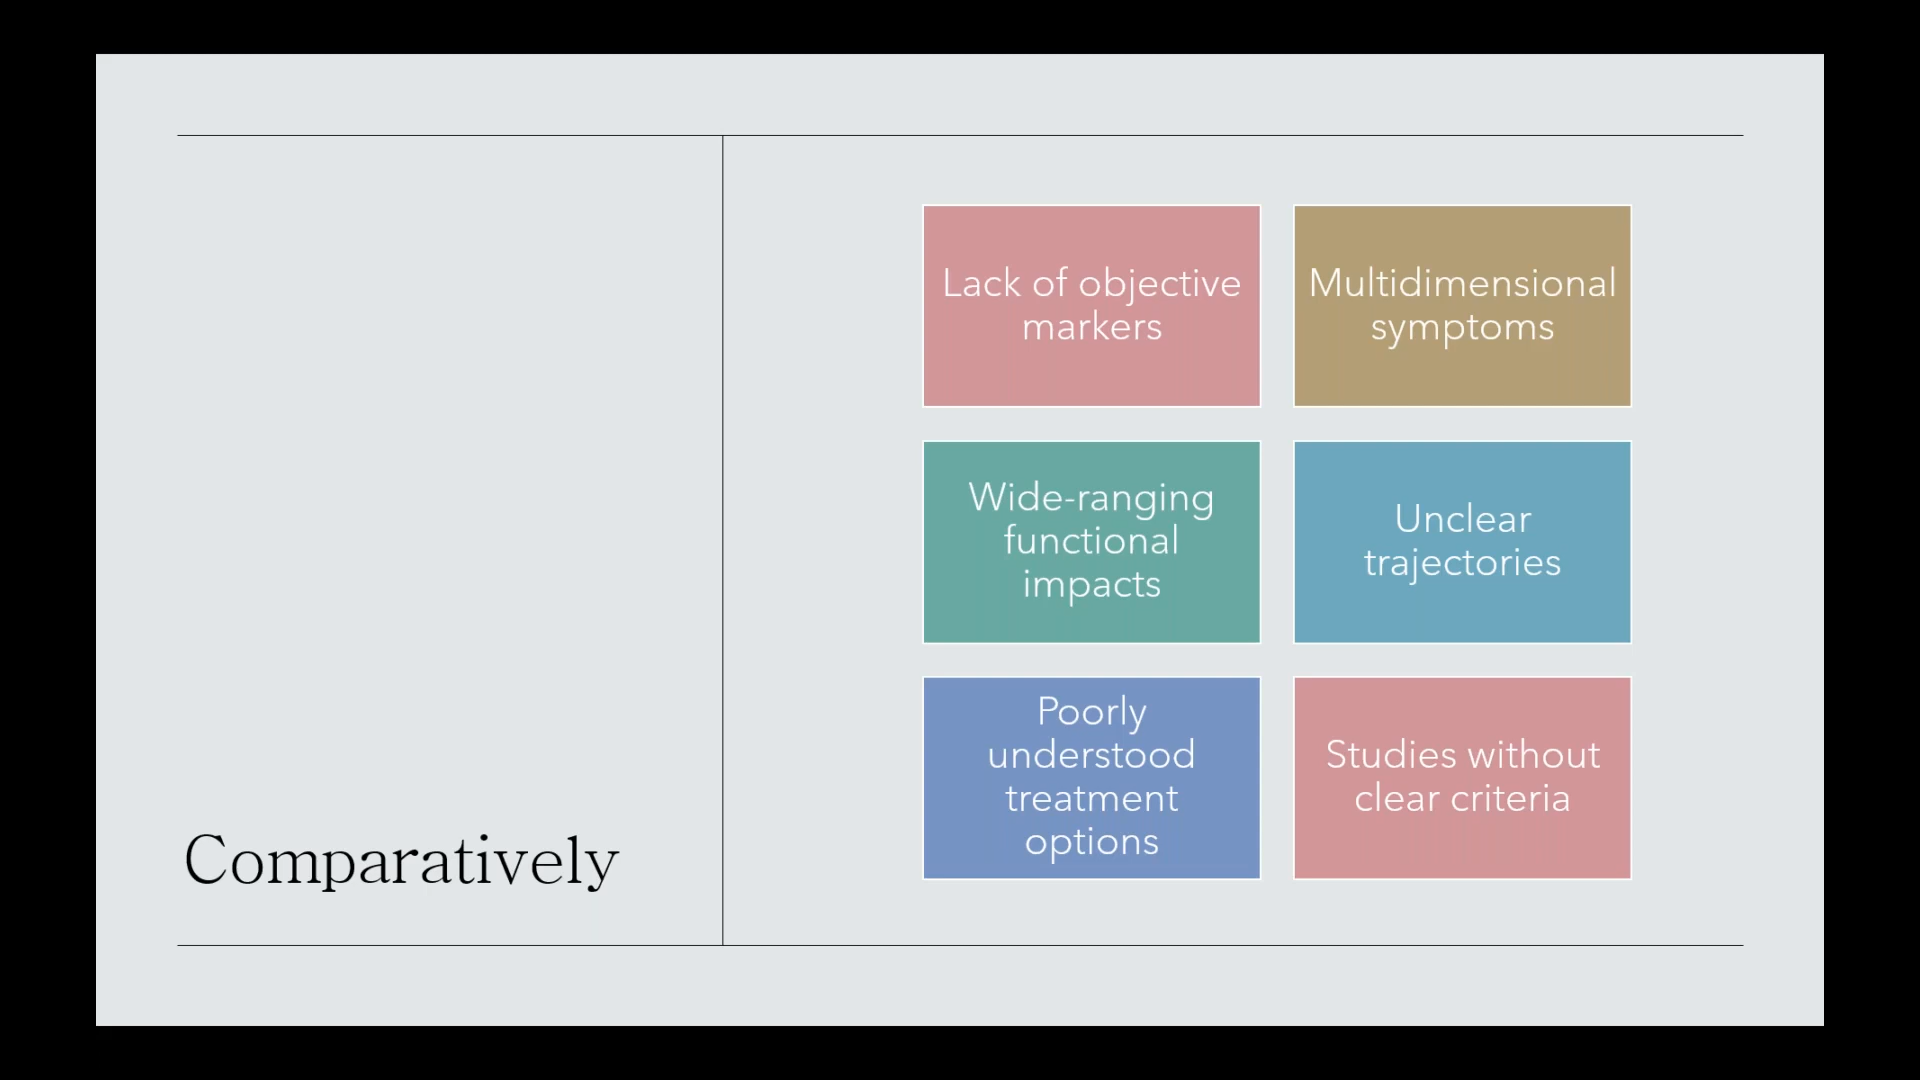 Comparatively
Lack of objective
markers
Multidimensional
symptoms
Wide-ranging
functional
impacts
Unclear
trajectories
Poorly
understood
treatment
options
Studies without
clear criteria